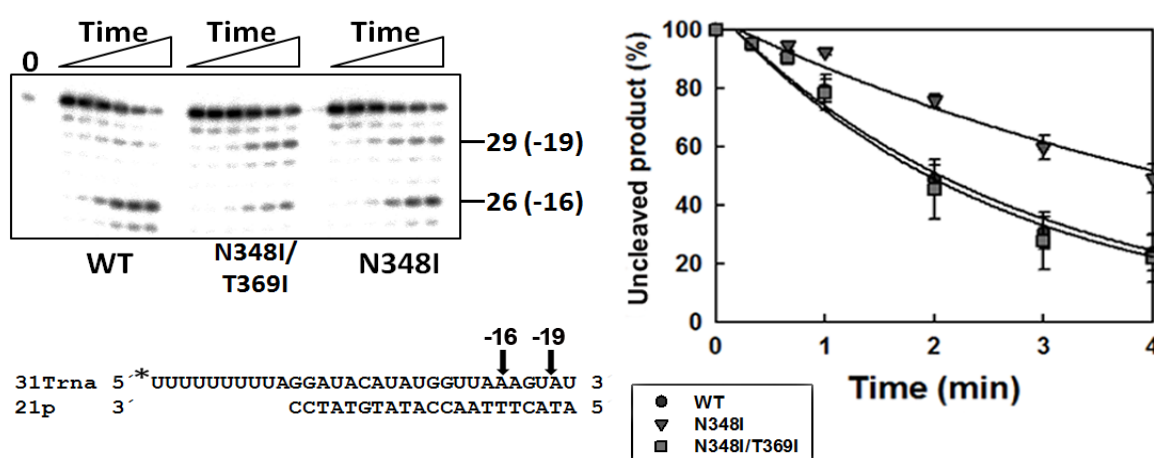 Time Time Time
0
29 (-19)
26 (-16)
WT
N348I/
T369I
N348I
-16 -19
31Trna 5´*UUUUUUUUUAGGAUACAUAUGGUUAAAGUAU 3´
21p 3´ CCTATGTATACCAATTTCATA 5´
Uncleaved product (%)
100
80
60
40
20
0
0 1 2 3 4
Time (min)
WT
N348I
N348I/T369I